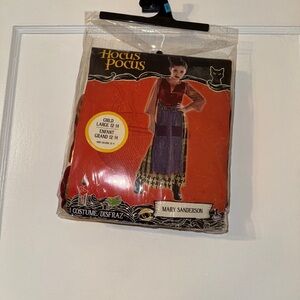 HOCUS
POCUS
CHILD
LARGE 12-14
ENFANT
GRAND 12-14
COSTUME, DISFRAZ
MARY SANDERSON